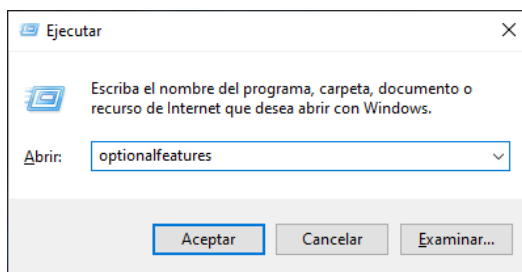 Ejecutar
Escriba el nombre del programa, carpeta, documento o
recurso de Internet que desea abrir con Windows.
Abrir: optionalfeatures
Aceptar Cancelar Examinar...